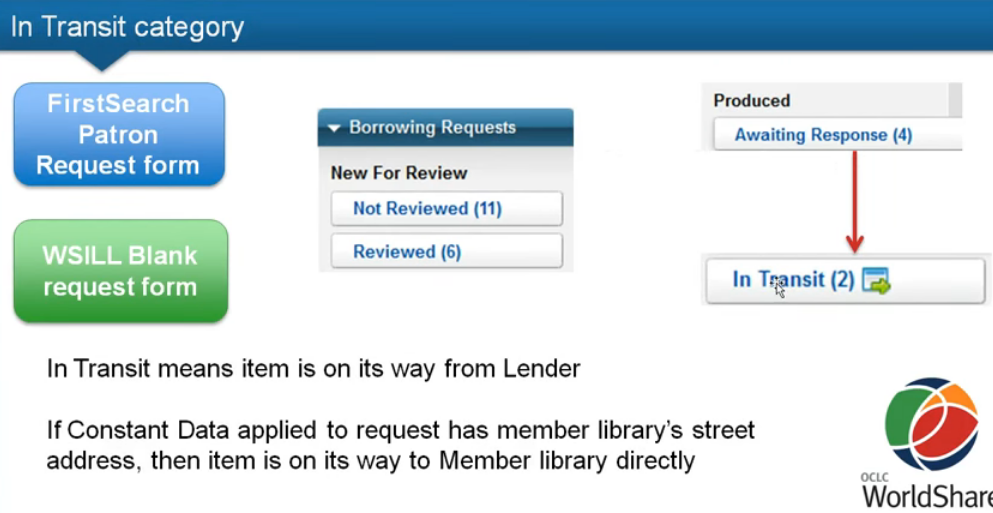 In Transit category
FirstSearch
Patron
Request form
WSILL Blank
request form
Borrowing Requests
New For Review
Not Reviewed (11)
Reviewed (6)
Produced
Awaiting Response (4)
In Transit (2)
In Transit means item is on its way from Lender
If Constant Data applied to request has member library's street
address, then item is on its way to Member library directly
OCLC
WorldShare